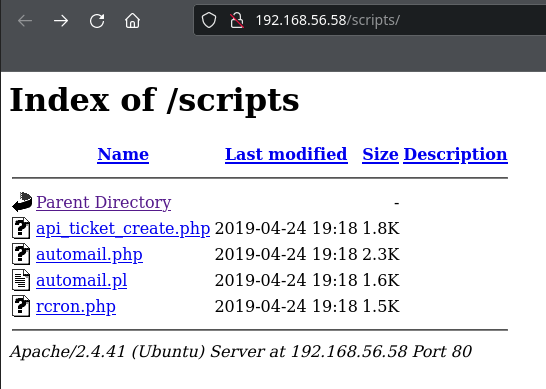 192.168.56.58/scripts/
Index of /scripts
Name Last modified Size Description
Parent Directory -
api_ticket_create.php 2019-04-24 19:18 1.8K
automail.php 2019-04-24 19:18 2.3K
automail.pl 2019-04-24 19:18 1.6K
rcron.php 2019-04-24 19:18 1.5K
Apache/2.4.41 (Ubuntu) Server at 192.168.56.58 Port 80